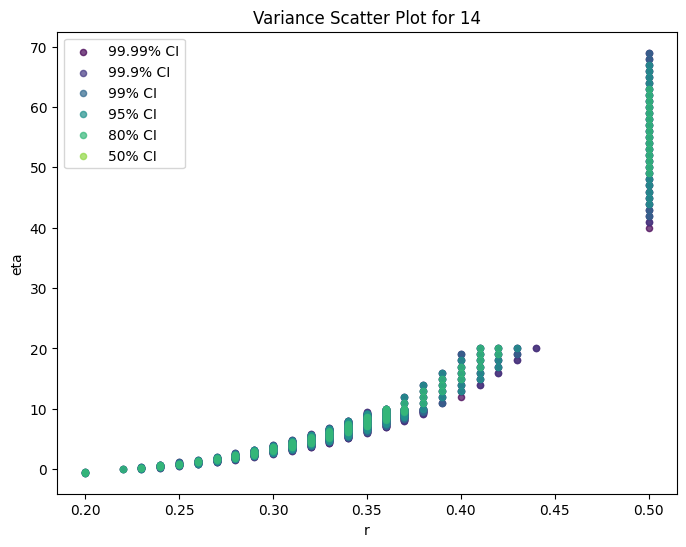 Variance Scatter Plot for 14
99.99% CI
99.9% CI
99% CI
95% CI
80% CI
50% CI
70
60
50
40
30
20
10
0
eta
0.20 0.25 0.30 0.35 0.40 0.45 0.50
r